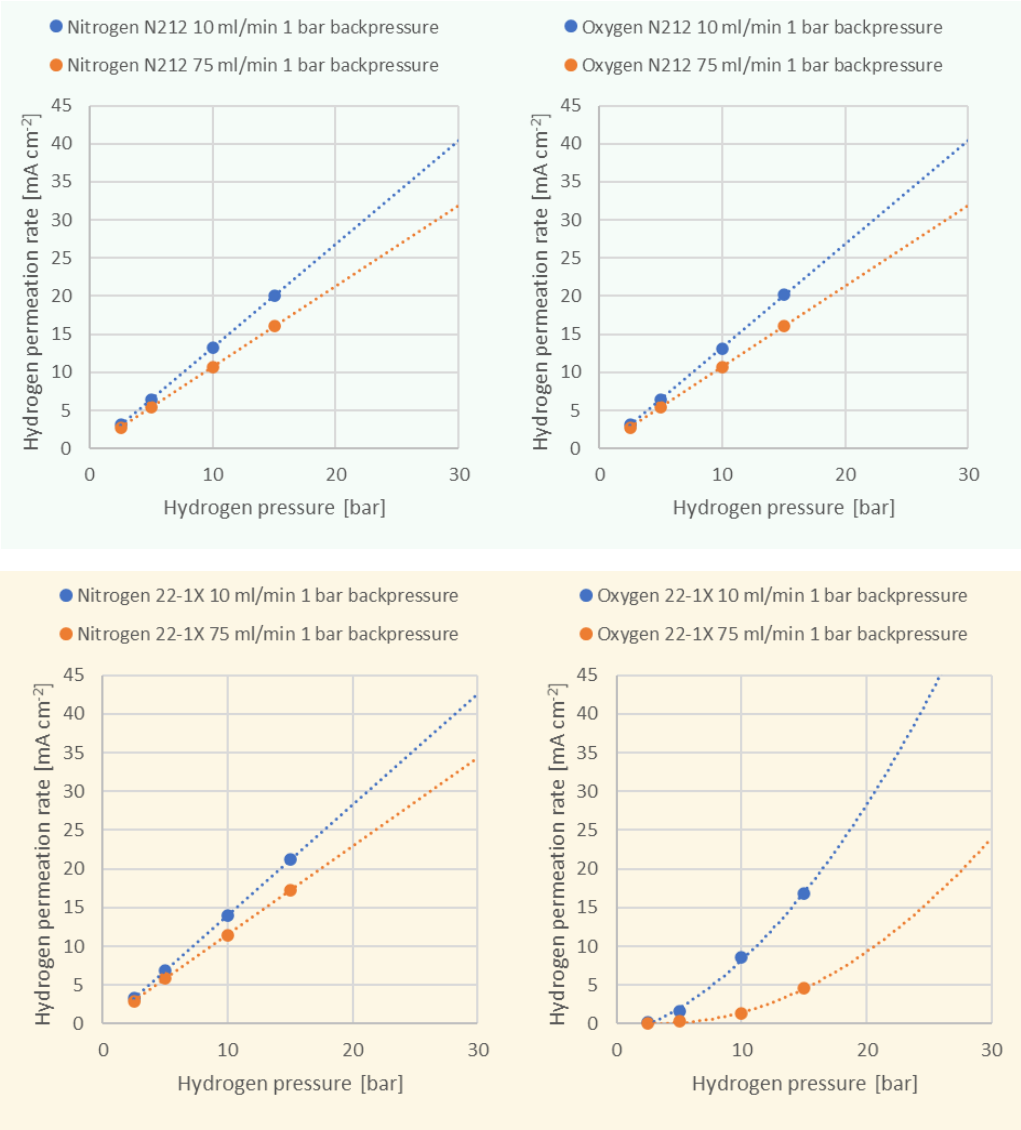 Nitrogen N212 10 ml/min 1 bar backpressure
Nitrogen N212 75 ml/min 1 bar backpressure
45
40
35
30
25
20
15
10
5
0
0 10 20 30
Hydrogen permeation rate [mA cm⁻²]
Hydrogen pressure [bar]
Oxygen N212 10 ml/min 1 bar backpressure
Oxygen N212 75 ml/min 1 bar backpressure
45
40
35
30
25
20
15
10
5
0
0 10 20 30
Hydrogen permeation rate [mA cm⁻²]
Hydrogen pressure [bar]
Nitrogen 22-1X 10 ml/min 1 bar backpressure
Nitrogen 22-1X 75 ml/min 1 bar backpressure
45
40
35
30
25
20
15
10
5
0
0 10 20 30
Hydrogen permeation rate [mA cm⁻²]
Hydrogen pressure [bar]
Oxygen 22-1X 10 ml/min 1 bar backpressure
Oxygen 22-1X 75 ml/min 1 bar backpressure
45
40
35
30
25
20
15
10
5
0
0 10 20 30
Hydrogen permeation rate [mA cm⁻²]
Hydrogen pressure [bar]